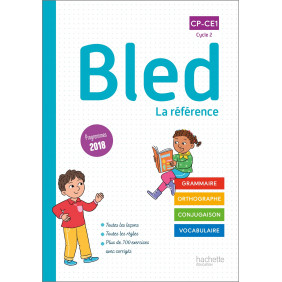 CP-CE1
Cycle 2
Bled
La référence
Programmes
2018
GRAMMAIRE
ORTHOGRAPHE
CONJUGAISON
VOCABULAIRE
• Toutes les leçons
• Toutes les règles
• Plus de 700 exercices
avec corrigés
hachette
ÉDUCATION